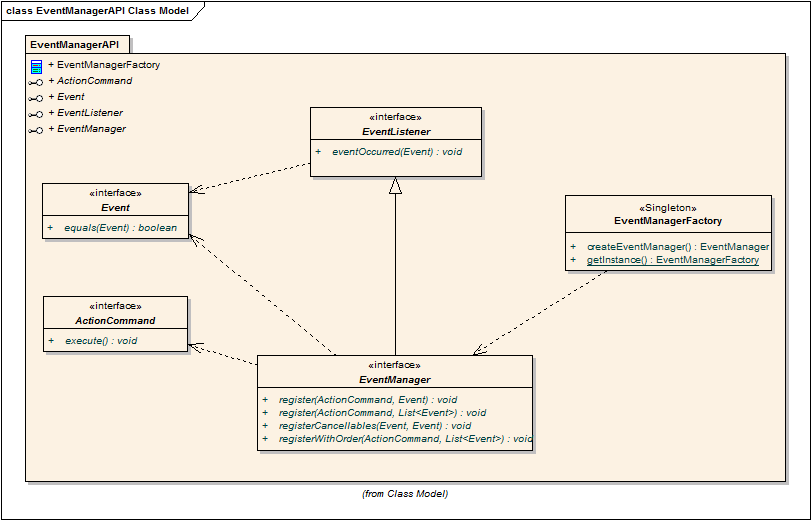 class EventManagerAPI Class Model
EventManagerAPI
+ EventManagerFactory
+ ActionCommand
+ Event
+ EventListener
+ EventManager
«interface»
EventListener
+ eventOccurred(Event) : void
«interface»
Event
+ equals(Event) : boolean
«Singleton»
EventManagerFactory
+ createEventManager() : EventManager
+ getInstance() : EventManagerFactory
«interface»
ActionCommand
+ execute() : void
«interface»
EventManager
+ register(ActionCommand, Event) : void
+ register(ActionCommand, List<Event>) : void
+ registerCancellables(Event, Event) : void
+ registerWithOrder(ActionCommand, List<Event>) : void
(from Class Model)